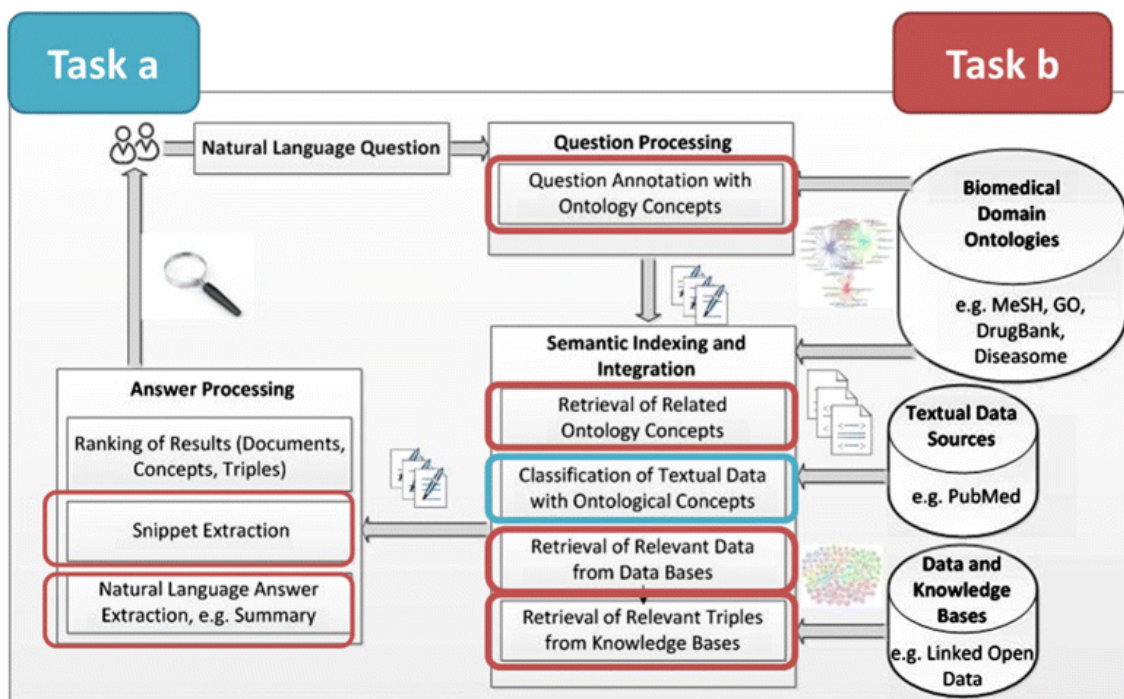 Task a
Task b
Natural Language Question
Question Processing
Question Annotation with
Ontology Concepts
Biomedical
Domain
Ontologies
e.g. MeSH, GO,
DrugBank,
Diseasome
Semantic Indexing and
Integration
Retrieval of Related
Ontology Concepts
Classification of Textual Data
with Ontological Concepts
Retrieval of Relevant Data
from Data Bases
Retrieval of Relevant Triples
from Knowledge Bases
Textual Data
Sources
e.g. PubMed
Data and
Knowledge
Bases
e.g. Linked Open
Data
Answer Processing
Ranking of Results (Documents,
Concepts, Triples)
Snippet Extraction
Natural Language Answer
Extraction, e.g. Summary